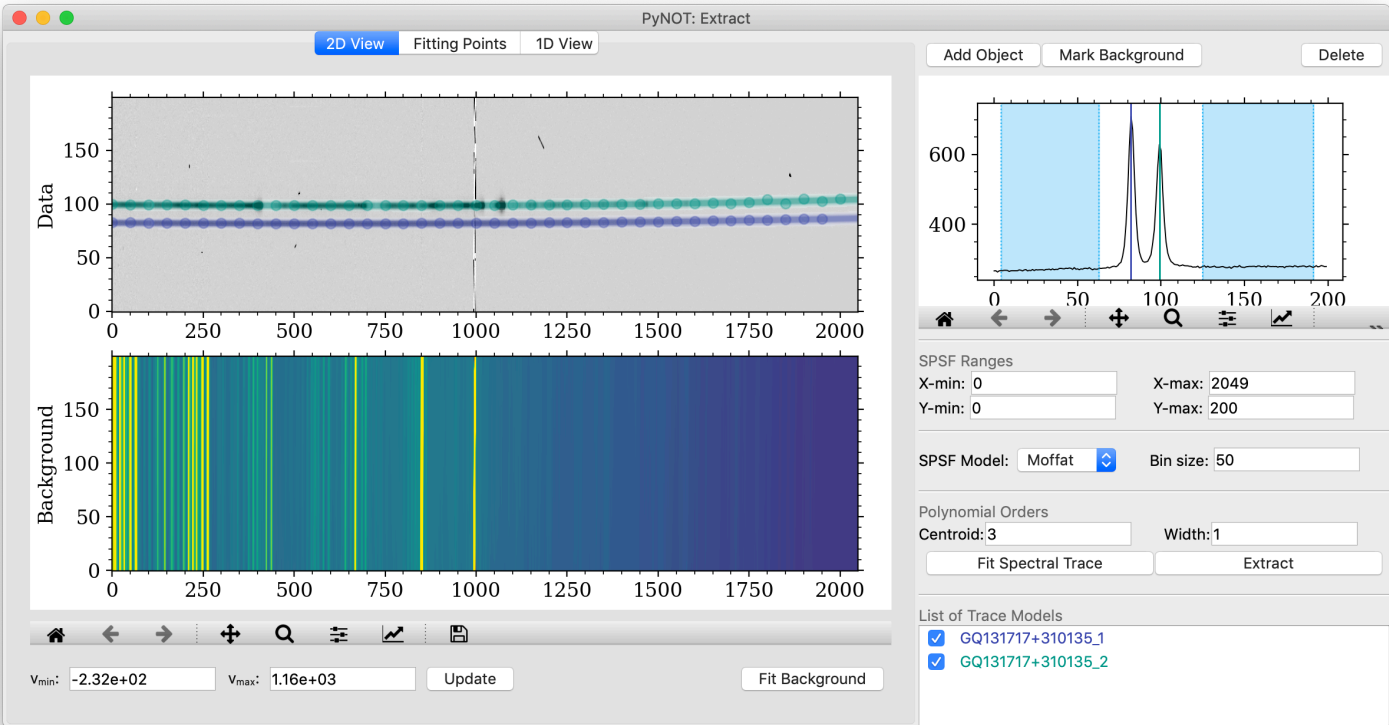 PyNOT: Extract
2D View Fitting Points 1D View
Add Object Mark Background Delete
Data
150
100
50
0
0 250 500 750 1000 1250 1500 1750 2000
Background
150
100
50
0
0 250 500 750 1000 1250 1500 1750 2000
vmin: -2.32e+02 vmax: 1.16e+03 Update Fit Background
600
400
0 50 100 150 200
SPSF Ranges
X-min: 0 X-max: 2049
Y-min: 0 Y-max: 200
SPSF Model: Moffat Bin size: 50
Polynomial Orders
Centroid: 3 Width: 1
Fit Spectral Trace Extract
List of Trace Models
GQ131717+310135_1
GQ131717+310135_2